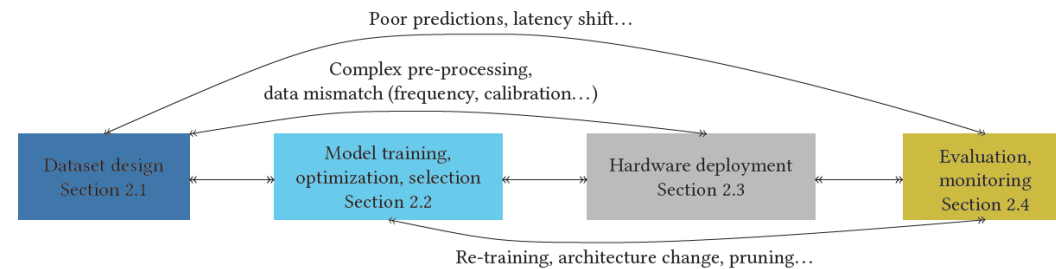 Poor predictions, latency shift…
Complex pre-processing,
data mismatch (frequency, calibration…)
Dataset design
Section 2.1
Model training,
optimization, selection
Section 2.2
Hardware deployment
Section 2.3
Evaluation,
monitoring
Section 2.4
Re-training, architecture change, pruning…